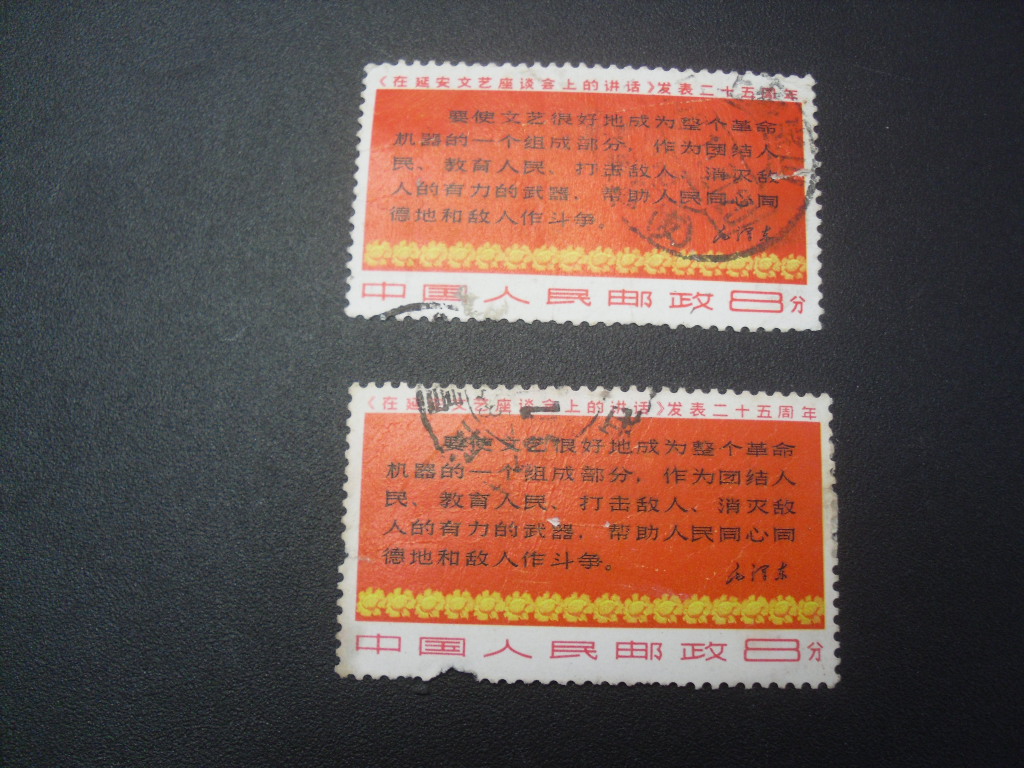 《在延安文艺座谈会上的讲话》发表二十五周年
要使文艺很好地成为整个革命
机器的一个组成部分，作为团结人
民、教育人民、打击敌人、消灭敌
人的有力的武器，帮助人民同心同
德地和敌人作斗争。
毛泽东
中国人民邮政8分
《在延安文艺座谈会上的讲话》发表二十五周年
要使文艺很好地成为整个革命
机器的一个组成部分，作为团结人
民、教育人民、打击敌人、消灭敌
人的有力的武器，帮助人民同心同
德地和敌人作斗争。
毛泽东
中国人民邮政8分